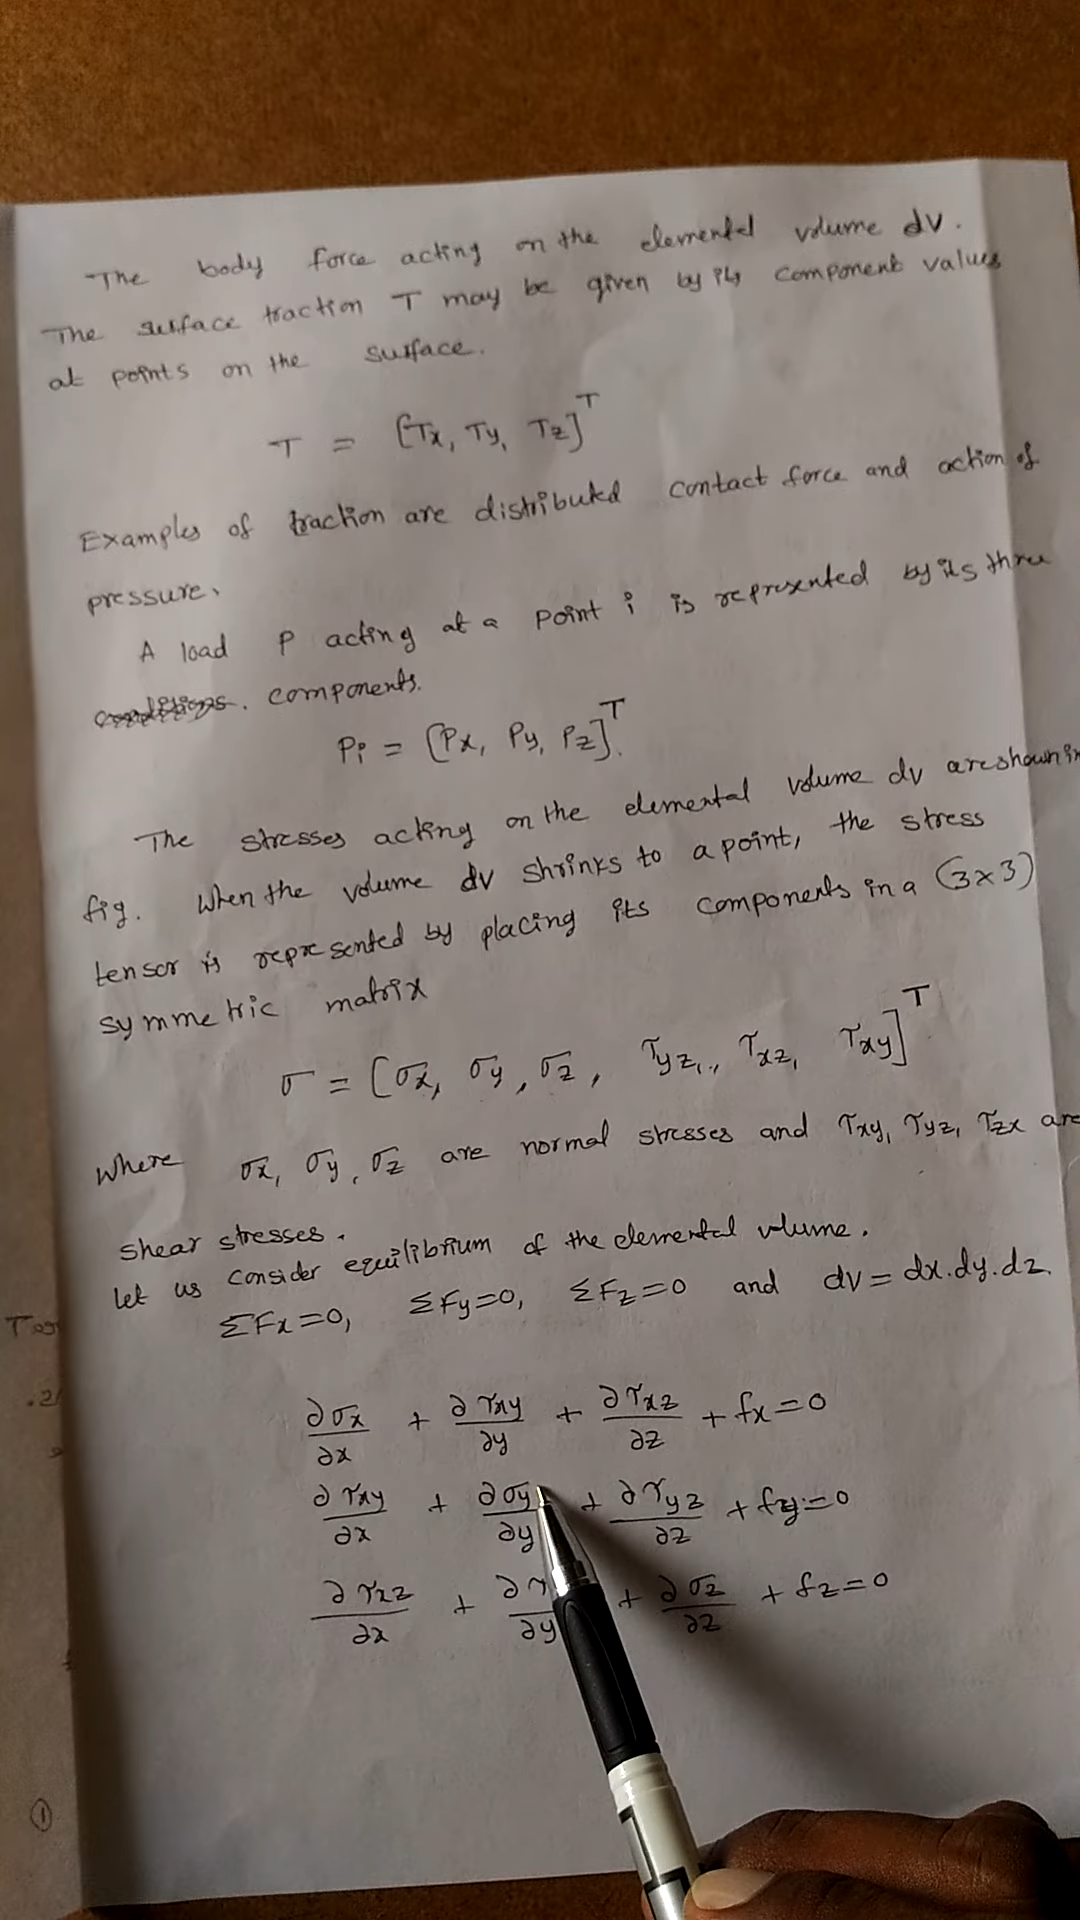 The body force acting on the elemental volume dv.
The surface traction T may be given by its component values
at points on the surface.
T = [Tx, Ty, Tz]ᵀ
Examples of traction are distributed contact force and action of
pressure.
A load P acting at a point i is represented by its three
components.
Pi = [Px, Py, Pz]ᵀ.
The stresses acting on the elemental volume dv are shown in
fig. When the volume dv shrinks to a point, the stress
tensor is represented by placing its components in a (3x3)
symmetric matrix
σ = [σx, σy, σz, τyz, τxz, τxy]ᵀ
where σx, σy, σz are normal stresses and τxy, τyz, τzx are
shear stresses.
Let us consider equilibrium of the elemental volume.
ΣFx=0, ΣFy=0, ΣFz=0 and dv = dx.dy.dz.
∂σx/∂x + ∂τxy/∂y + ∂τxz/∂z + fx=0
∂τxy/∂x + ∂σy/∂y + ∂τyz/∂z + fy=0
∂τxz/∂x + ∂τ /∂y + ∂σz/∂z + fz=0
①